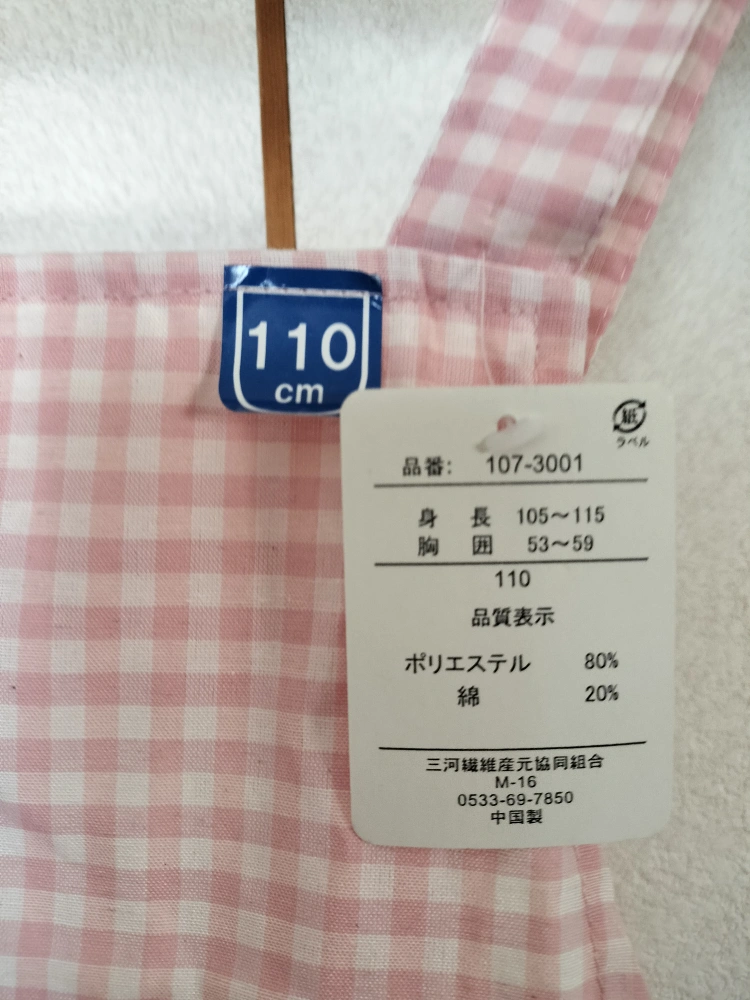 110
cm
紙
ラベル
品番: 107-3001
身長 105〜115
胸囲 53〜59
110
品質表示
ポリエステル 80%
綿 20%
三河繊維産元協同組合
M-16
0533-69-7850
中国製